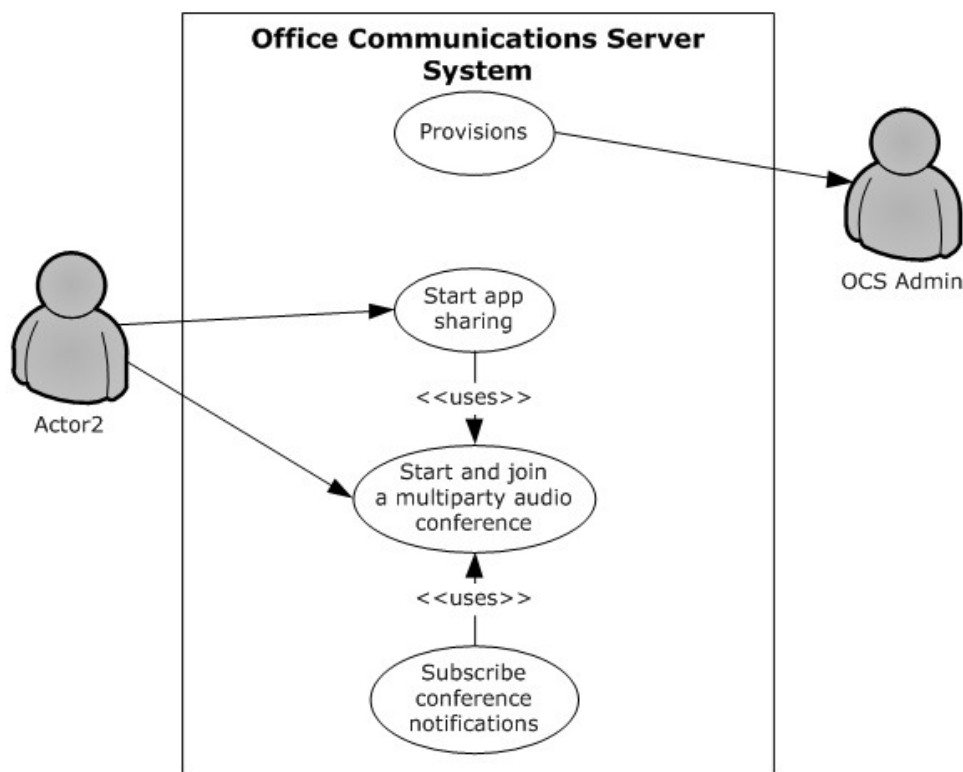 Office Communications Server
System
Provisions
OCS Admin
Start app
sharing
Actor2
<<uses>>
Start and join
a multiparty audio
conference
<<uses>>
Subscribe
conference
notifications